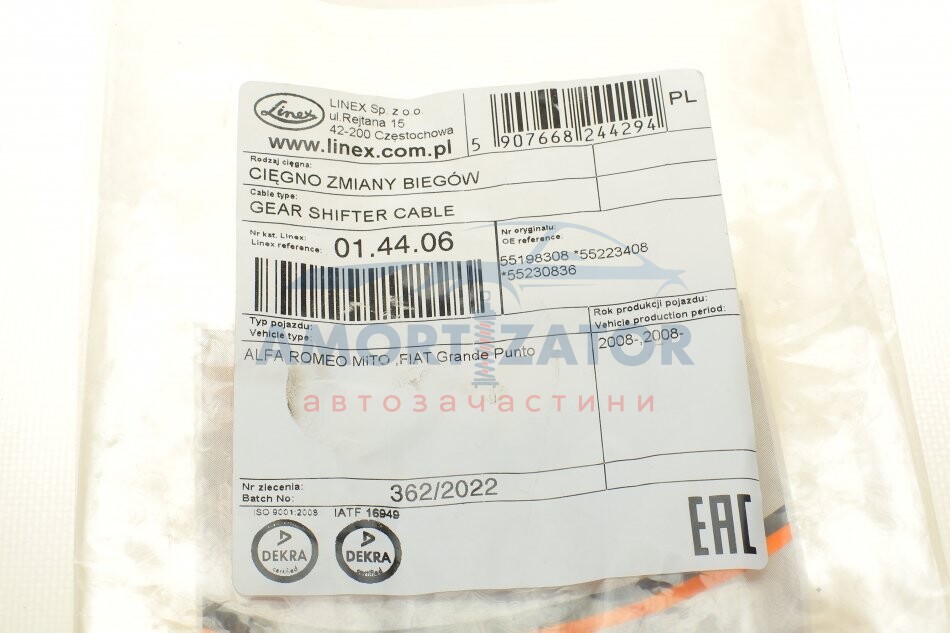 Linex
LINEX Sp. z o o.
ul.Rejtana 15
42-200 Częstochowa
www.linex.com.pl
5 907668 244294
PL
Rodzaj cięgna:
CIĘGNO ZMIANY BIEGÓW
Cable type:
GEAR SHIFTER CABLE
Nr kat. Linex:
Linex reference:
01.44.06
Nr oryginału:
OE reference:
55198308 *55223408
*55230836
Typ pojazdu:
Vehicle type:
ALFA ROMEO MITO ,FIAT Grande Punto
Rok produkcji pojazdu:
Vehicle production period:
2008-,2008-
AMORTIZATOR
автозачастини
Nr zlecenia:
Batch No:
362/2022
ISO 9001:2008
IATF 16949
DEKRA
certified
DEKRA
certified
EAC